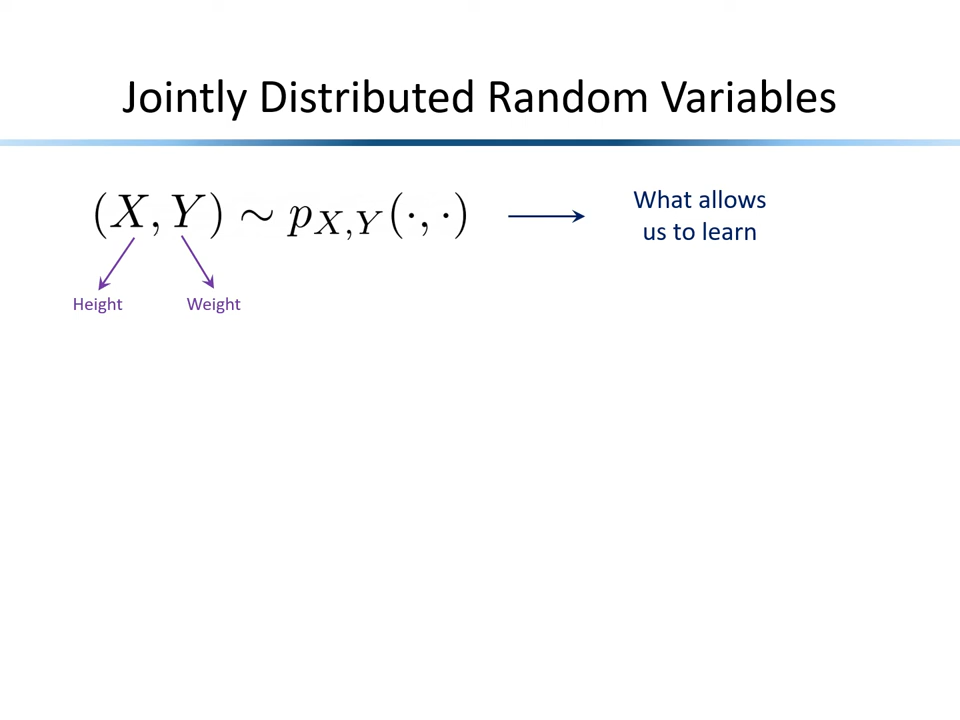 Jointly Distributed Random Variables
(X, Y) ∼ p_{X,Y}(·, ·)
What allows
us to learn
Height
Weight